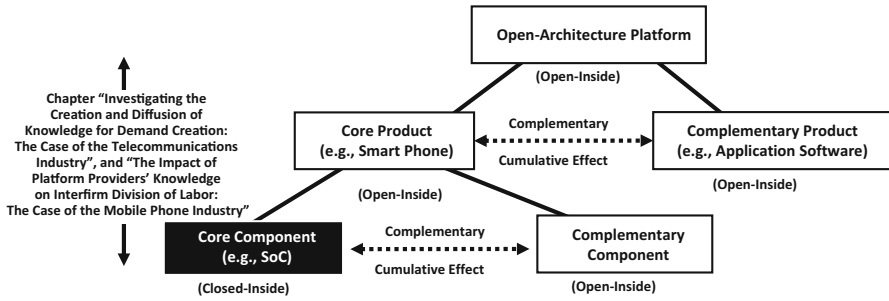 Open-Architecture Platform
(Open-Inside)
Chapter “Investigating the
Creation and Diffusion of
Knowledge for Demand Creation:
The Case of the Telecommunications
Industry”, and “The Impact of
Platform Providers’ Knowledge
on Interfirm Division of Labor:
The Case of the Mobile Phone Industry”
Core Product
(e.g., Smart Phone)
(Open-Inside)
Complementary
Cumulative Effect
Complementary Product
(e.g., Application Software)
(Open-Inside)
Core Component
(e.g., SoC)
(Closed-Inside)
Complementary
Cumulative Effect
Complementary
Component
(Open-Inside)